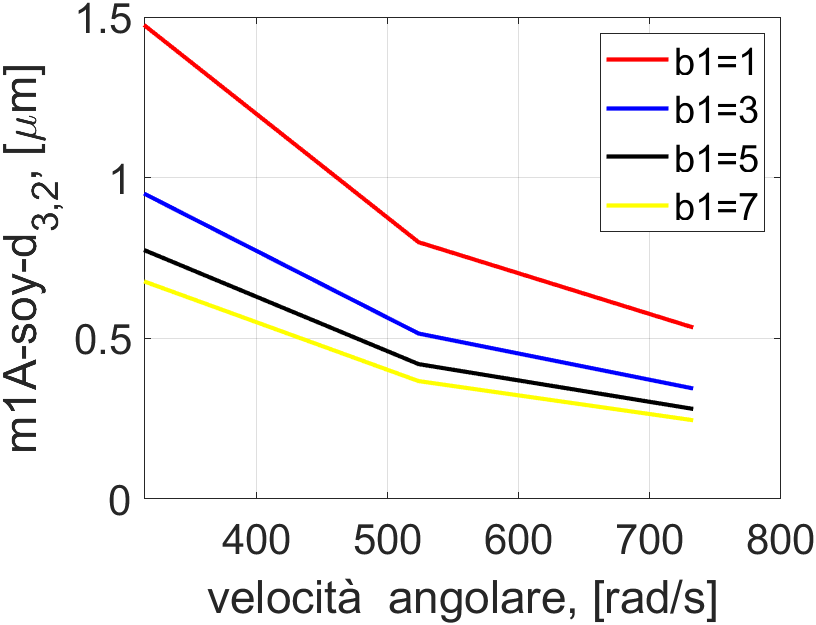 1.5
1
0.5
0
400
500
600
700
800
m1A-soy-d3,2, [μm]
velocità angolare, [rad/s]
b1=1
b1=3
b1=5
b1=7